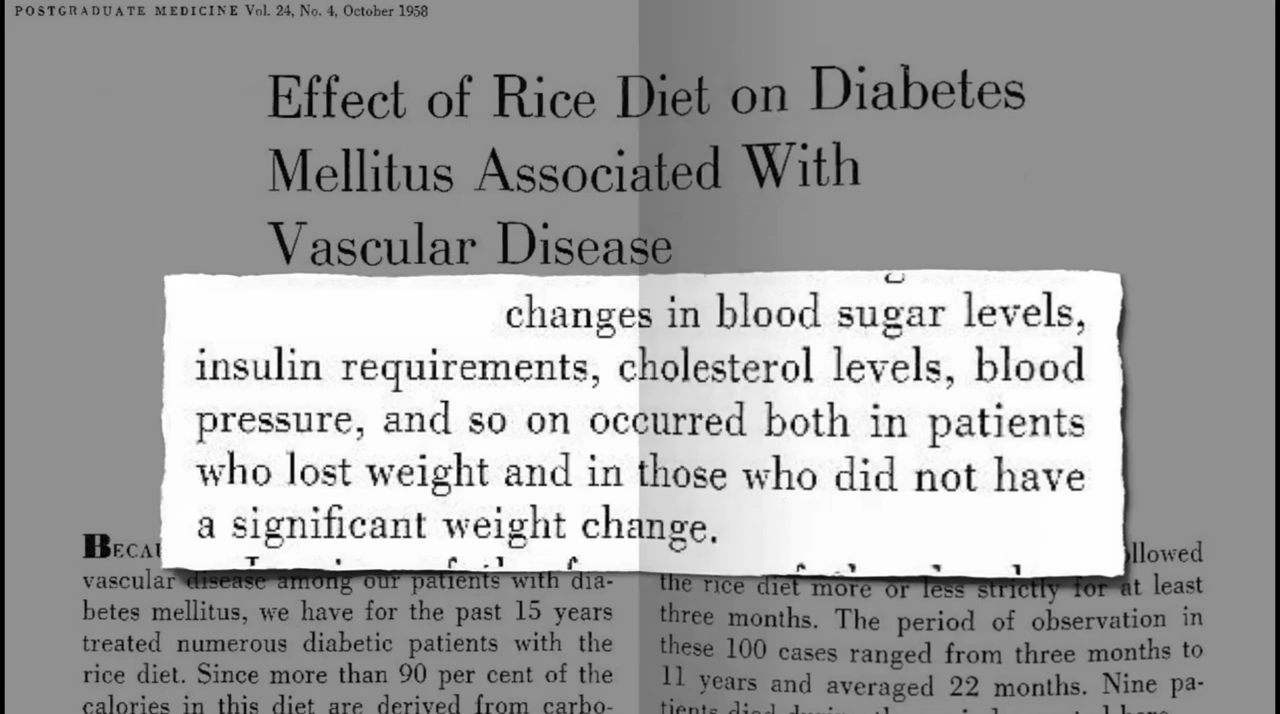 POSTGRADUATE MEDICINE Vol. 24, No. 4, October 1958
Effect of Rice Diet on Diabetes
Mellitus Associated With
Vascular Disease
changes in blood sugar levels,
insulin requirements, cholesterol levels, blood
pressure, and so on occurred both in patients
who lost weight and in those who did not have
a significant weight change.
vascular disease among our patients with dia-
betes mellitus, we have for the past 15 years
treated numerous diabetic patients with the
rice diet. Since more than 90 per cent of the
calories in this diet are derived from carbo-
the rice diet more or less strictly for at least
three months. The period of observation in
these 100 cases ranged from three months to
11 years and averaged 22 months. Nine pa-